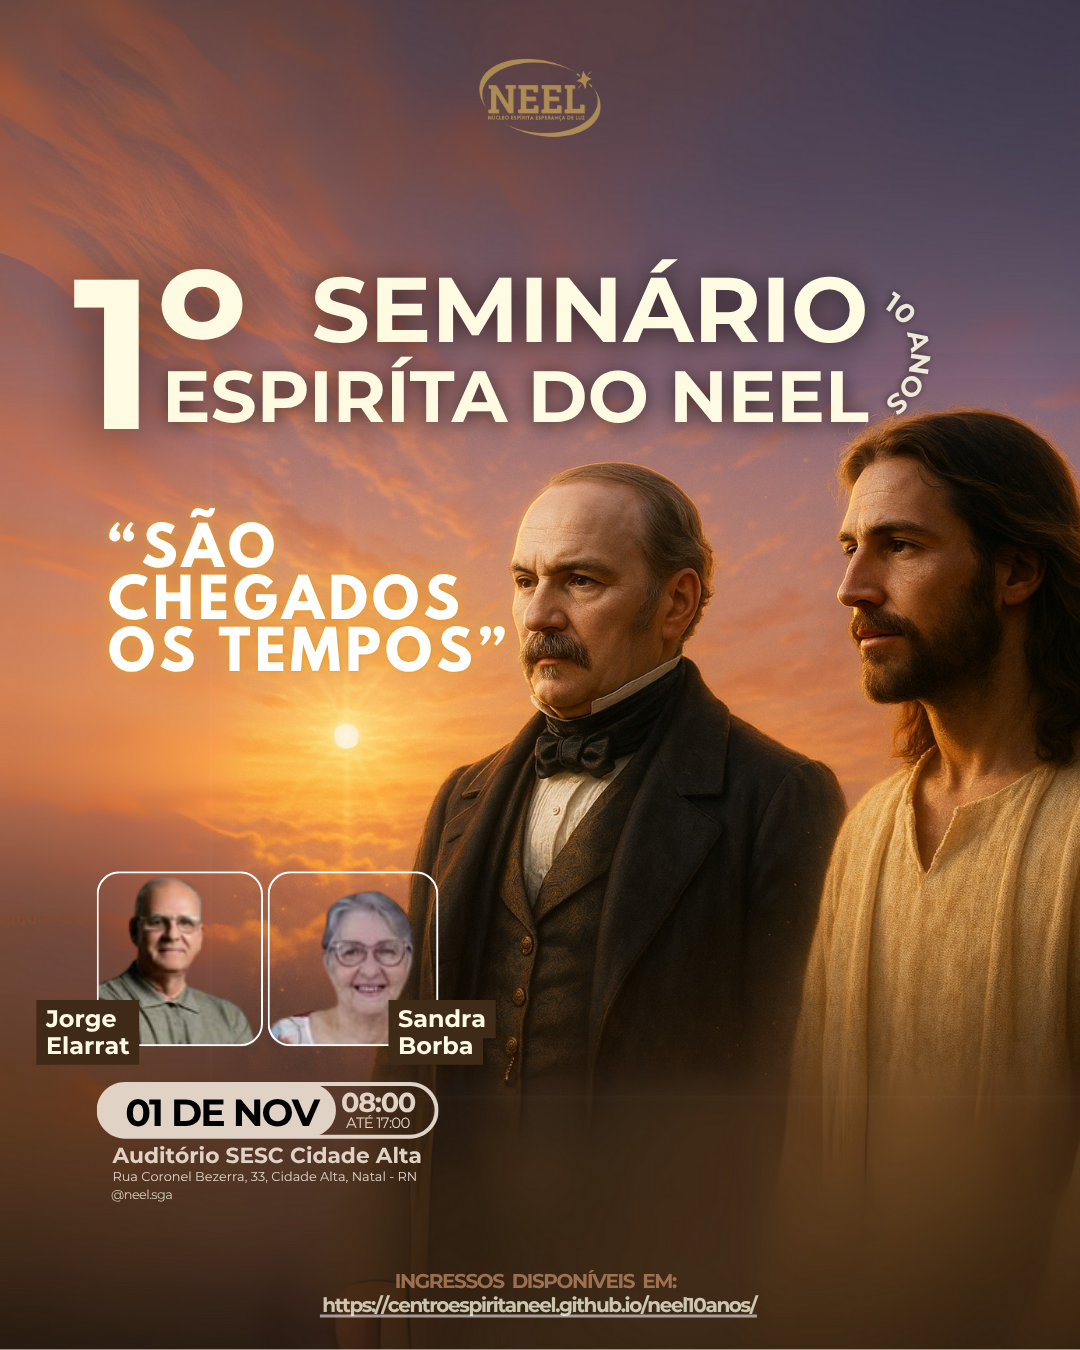 NEEL
NÚCLEO ESPÍRITA ESPERANÇA DE LUZ
1º SEMINÁRIO
ESPIRÍTA DO NEEL
10 ANOS
“SÃO
CHEGADOS
OS TEMPOS”
Jorge
Elarrat
Sandra
Borba
01 DE NOV
08:00
ATÉ 17:00
Auditório SESC Cidade Alta
Rua Coronel Bezerra, 33, Cidade Alta, Natal - RN
@neel.sga
INGRESSOS DISPONÍVEIS EM:
https://centroespiritaneel.github.io/neel10anos/